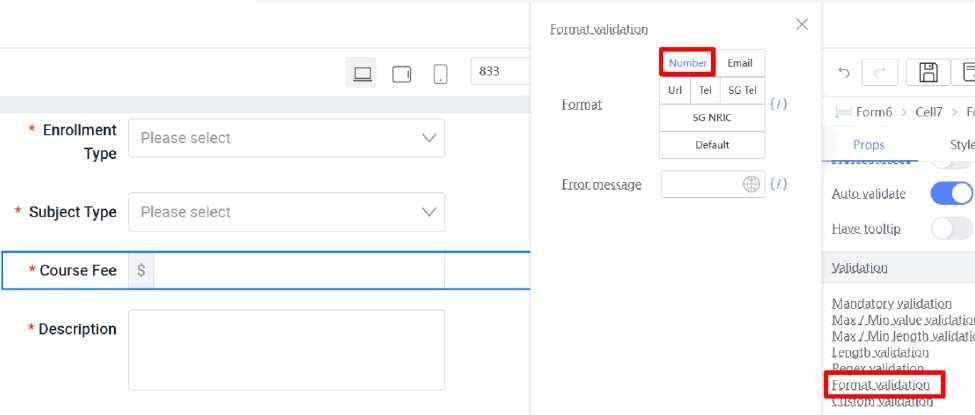 Format validation
Number Email
Url Tel SG Tel
Format {/}
SG NRIC
Default
Error message {/}
833
* Enrollment Type Please select
* Subject Type Please select
* Course Fee $
* Description
Form6 > Cell7 >
Props Style
Auto validate
Have tooltip
Validation
Mandatory validation
Max / Min value validation
Max / Min length validation
Length validation
Regex validation
Format validation
Custom validation